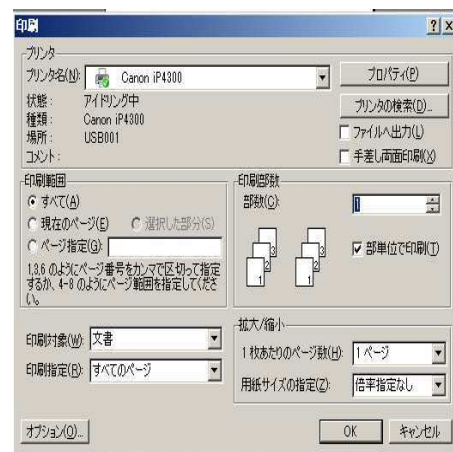 印刷
プリンタ
プリンタ名(N): Canon iP4300
プロパティ(P)
状態: アイドリング中
プリンタの検索(D)...
種類: Canon iP4300
場所: USB001
ファイルへ出力(L)
コメント:
手差し両面印刷(X)
印刷範囲
すべて(A)
現在のページ(E) 選択した部分(S)
ページ指定(G):
1,3,6 のようにページ番号をカンマで区切って指定
するか、4-8 のようにページ範囲を指定してくださ
い。
印刷部数
部数(C): 1
3 3
2 2
1 1
部単位で印刷(T)
印刷対象(W): 文書
印刷指定(R): すべてのページ
拡大/縮小
1 枚あたりのページ数(H): 1 ページ
用紙サイズの指定(Z): 倍率指定なし
オプション(O)...
OK
キャンセル